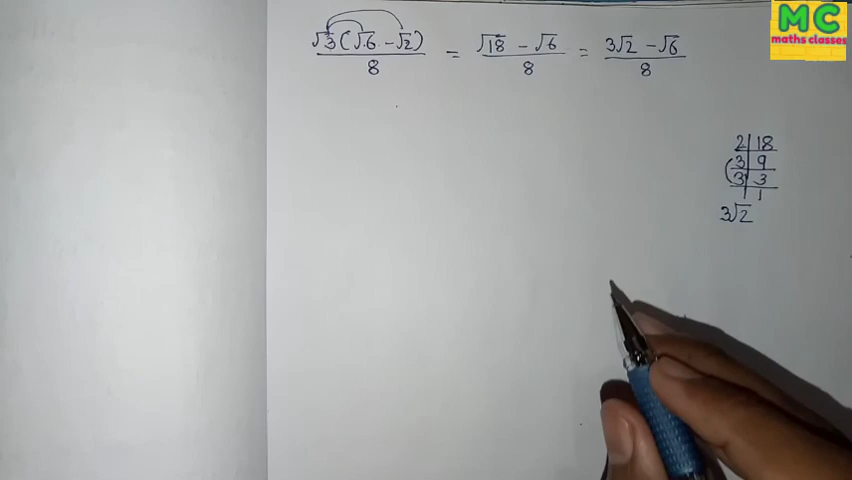 MC
maths classes
√3(√6 - √2)/8 = (√18 - √6)/8 = (3√2 - √6)/8
2|18
3|9
3|3
|1
3√2